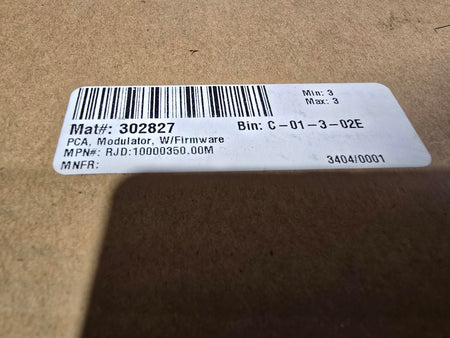 Min: 3
Max: 3
Mat#: 302827
Bin: C-01-3-02E
PCA, Modulator, W/Firmware
MPN#: RJD:10000350.00M
MNFR:
3404/0001